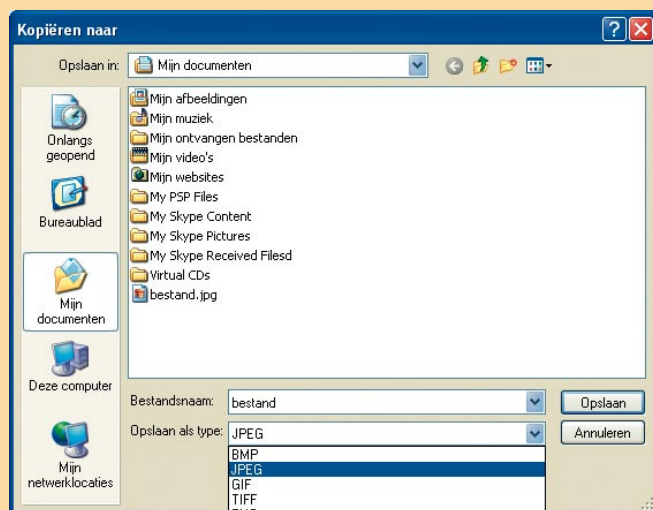 Kopiëren naar
Opslaan in:
Mijn documenten
Onlangs
geopend
Bureaublad
Mijn
documenten
Deze computer
Mijn
netwerklocaties
Mijn afbeeldingen
Mijn muziek
Mijn ontvangen bestanden
Mijn video's
Mijn websites
My PSP Files
My Skype Content
My Skype Pictures
My Skype Received Filesd
Virtual CDs
bestand.jpg
Bestandsnaam:
bestand
Opslaan
Opslaan als type:
JPEG
Annuleren
BMP
JPEG
GIF
TIFF